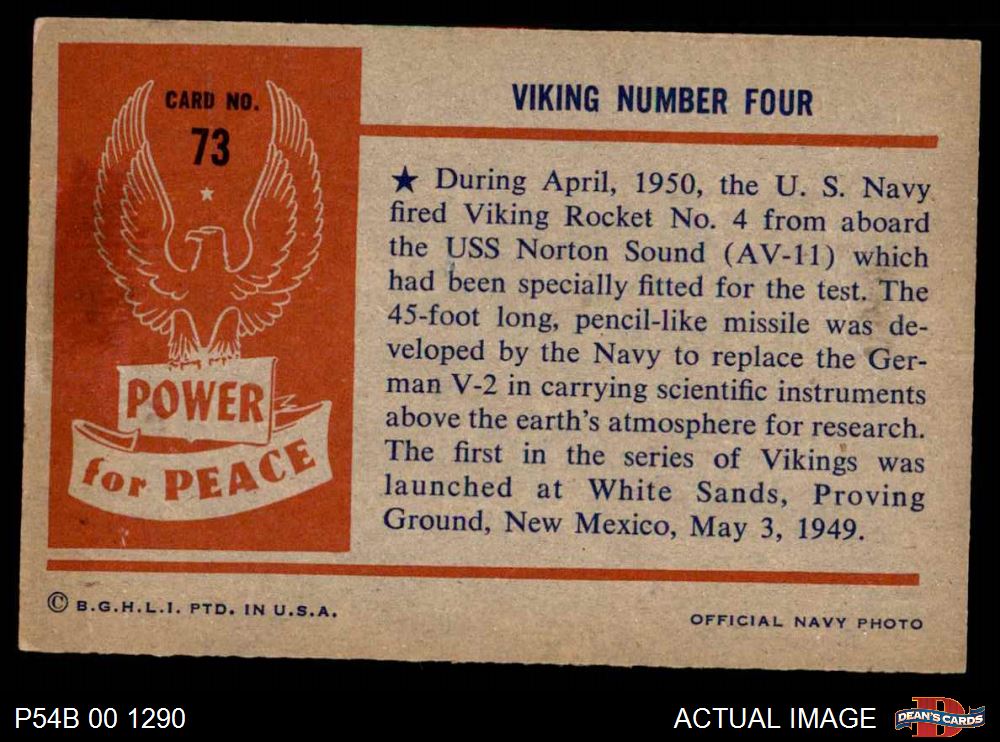 CARD NO.
73
POWER
for PEACE
VIKING NUMBER FOUR
★ During April, 1950, the U. S. Navy
fired Viking Rocket No. 4 from aboard
the USS Norton Sound (AV-11) which
had been specially fitted for the test. The
45-foot long, pencil-like missile was de-
veloped by the Navy to replace the Ger-
man V-2 in carrying scientific instruments
above the earth's atmosphere for research.
The first in the series of Vikings was
launched at White Sands, Proving
Ground, New Mexico, May 3, 1949.
© B.G.H.L.I. PTD. IN U.S.A.
OFFICIAL NAVY PHOTO
P54B 00 1290
ACTUAL IMAGE
D
DEAN'S CARDS